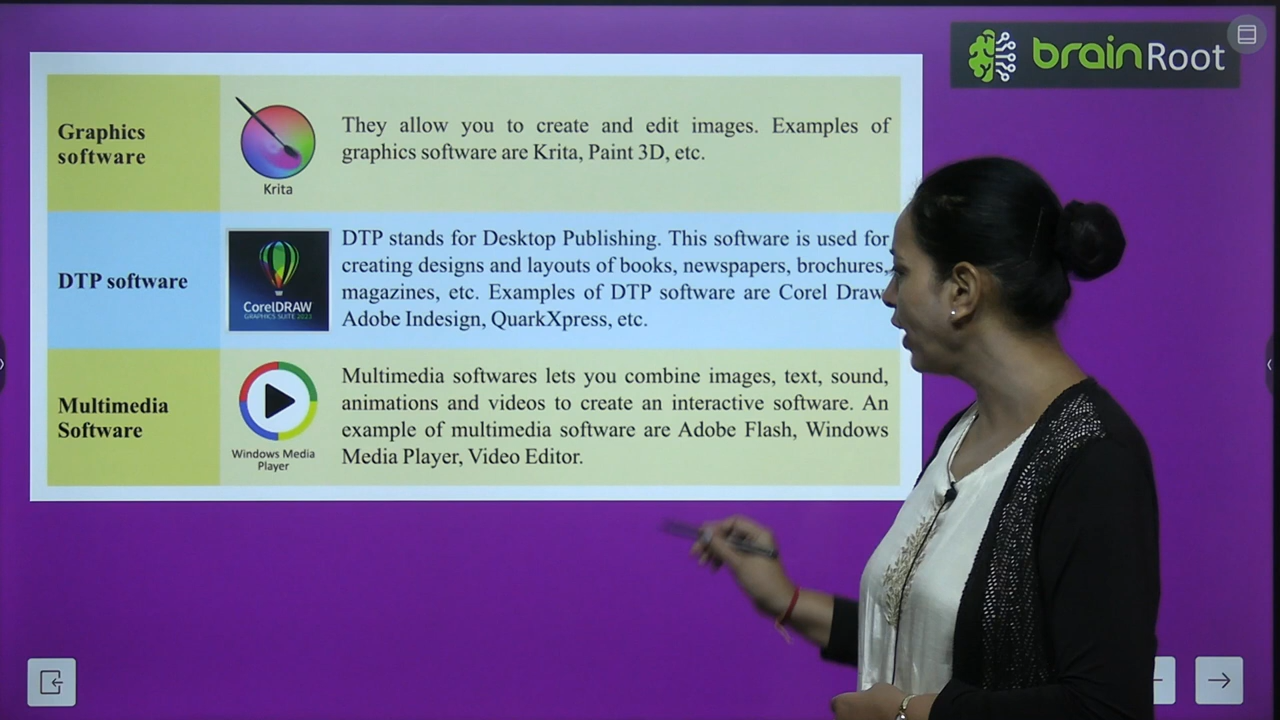 brainRoot
Graphics
software
Krita
They allow you to create and edit images. Examples of
graphics software are Krita, Paint 3D, etc.
DTP software
CorelDRAW
GRAPHICS SUITE 2023
DTP stands for Desktop Publishing. This software is used for
creating designs and layouts of books, newspapers, brochures,
magazines, etc. Examples of DTP software are Corel Draw
Adobe Indesign, QuarkXpress, etc.
Multimedia
Software
Windows Media
Player
Multimedia softwares lets you combine images, text, sound,
animations and videos to create an interactive software. An
example of multimedia software are Adobe Flash, Windows
Media Player, Video Editor.